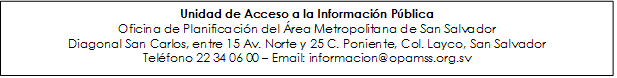 Unidad de Acceso a la Información Pública
Oficina de Planificación del Área Metropolitana de San Salvador
Diagonal San Carlos, entre 15 Av. Norte y 25 C. Poniente, Col. Layco, San Salvador
Teléfono 22 34 06 00 – Email: informacion@opamss.org.sv